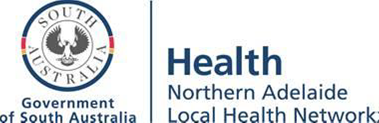 SOUTH
AUSTRALIA
Government
of South Australia
Health
Northern Adelaide
Local Health Network